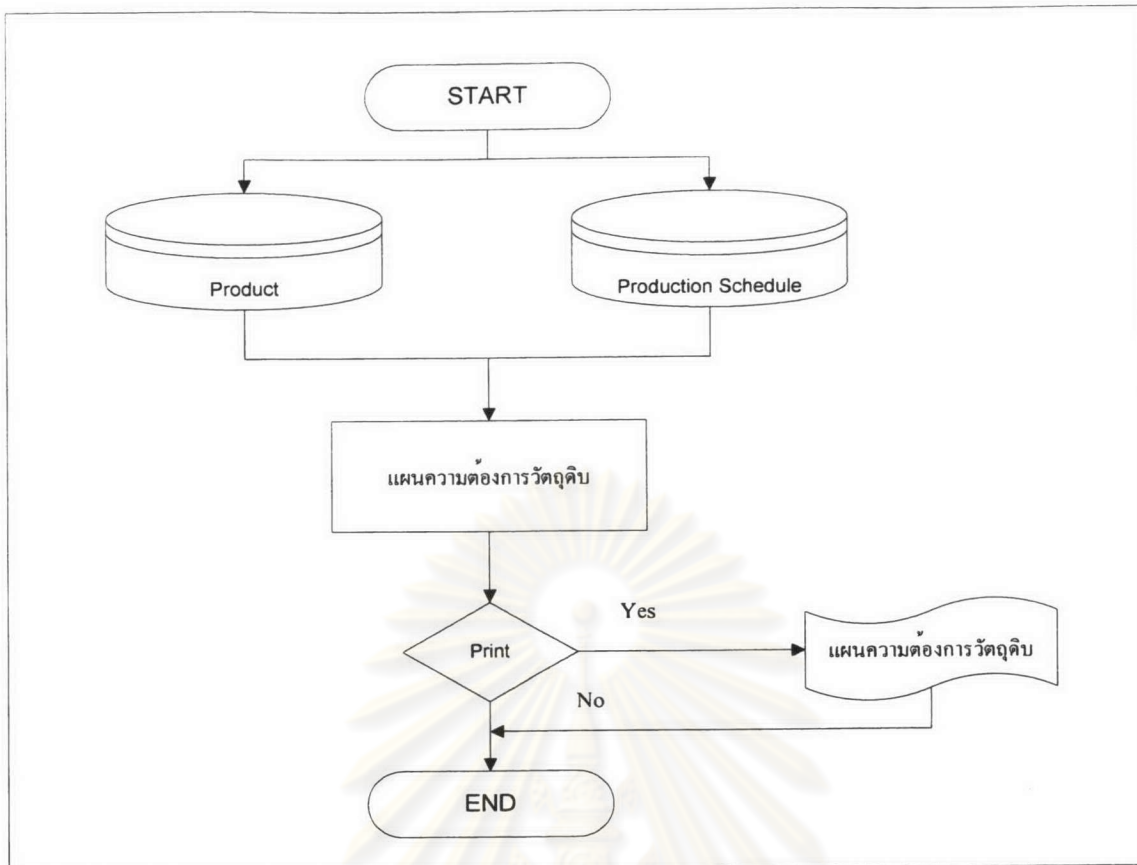 START
Product
Production Schedule
แผนความต้องการวัตถุดิบ
Print
Yes
แผนความต้องการวัตถุดิบ
No
END